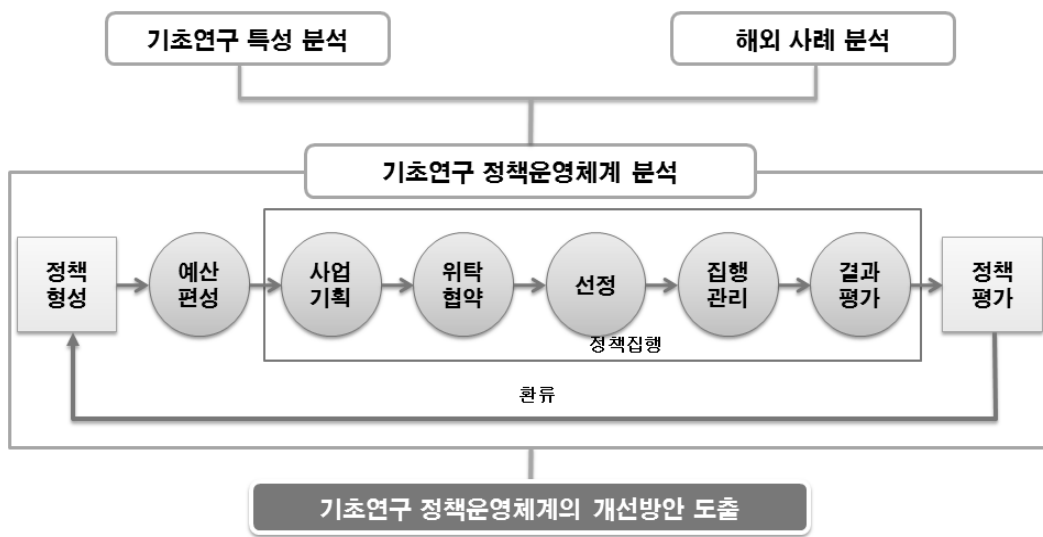 기초연구 특성 분석
해외 사례 분석
기초연구 정책운영체계 분석
정책
형성
예산
편성
사업
기획
위탁
협약
선정
집행
관리
결과
평가
정책
평가
정책집행
환류
기초연구 정책운영체계의 개선방안 도출